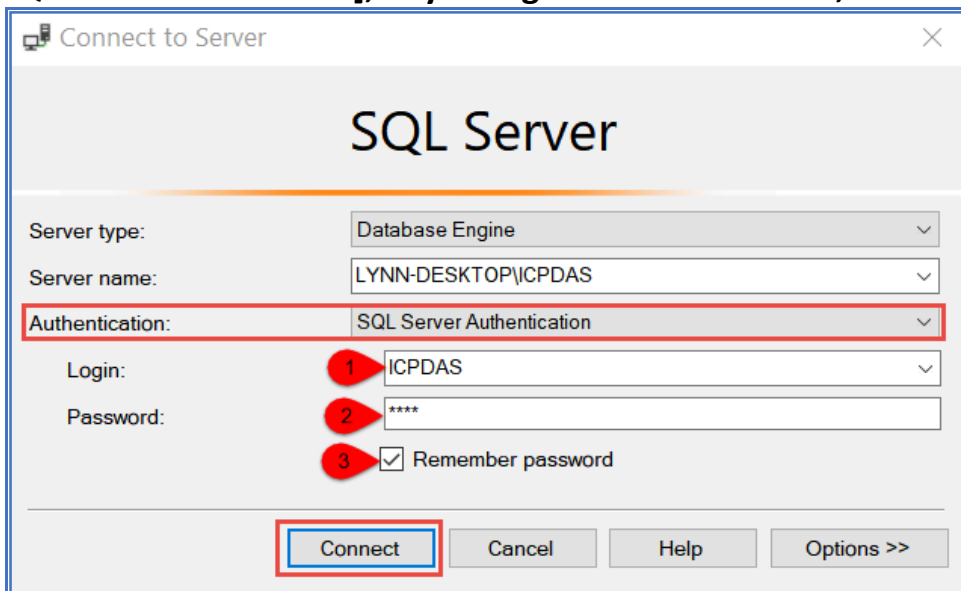 Connect to Server
SQL Server
Server type: Database Engine
Server name: LYNN-DESKTOP\ICPDAS
Authentication: SQL Server Authentication
Login: 1 ICPDAS
Password: 2 ****
3 Remember password
Connect Cancel Help Options >>